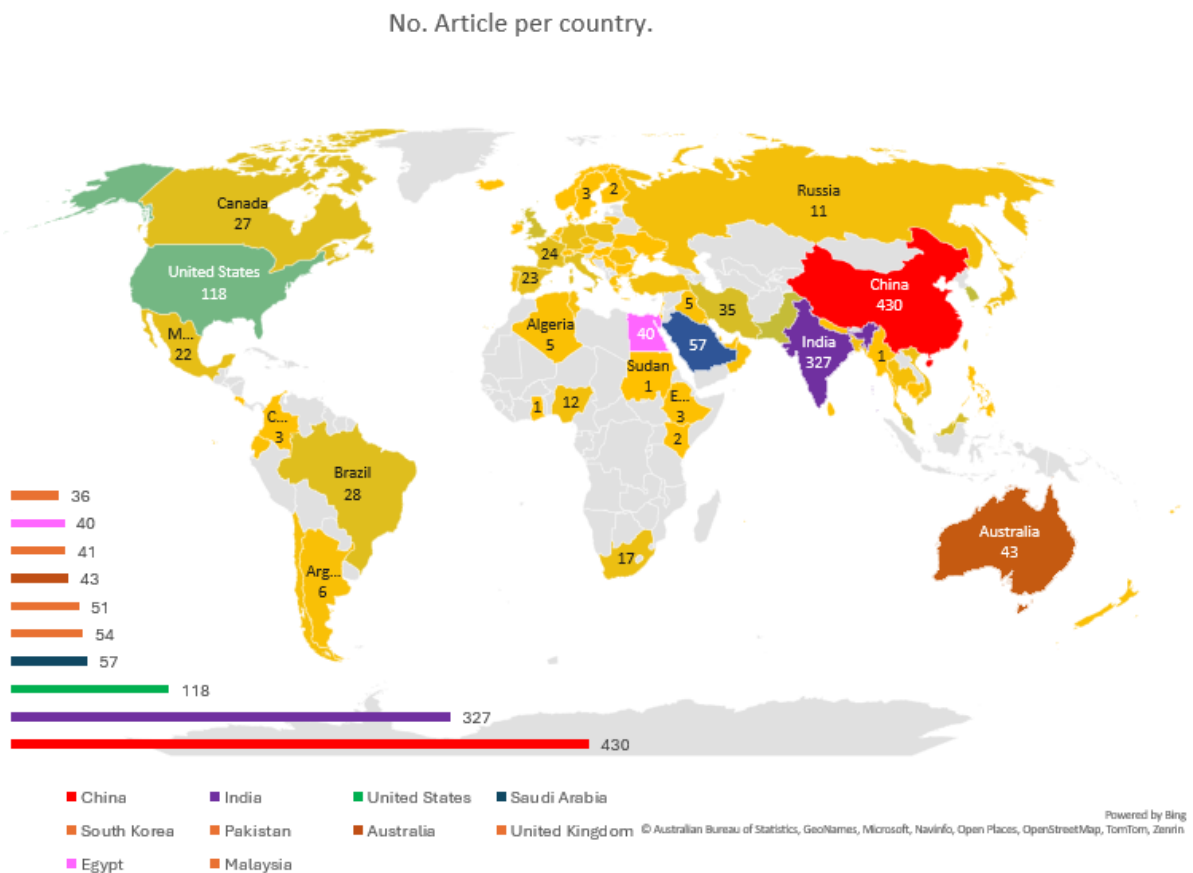 No. Article per country.
Canada
27
United States
118
M...
22
C...
3
Brazil
28
Arg...
6
3
2
24
23
Russia
11
China
430
India
327
1
5
35
57
40
Algeria
5
Sudan
1
E...
3
2
1
12
17
Australia
43
36
40
41
43
51
54
57
118
327
430
China India United States Saudi Arabia
South Korea Pakistan Australia United Kingdom
Egypt Malaysia
Powered by Bing
© Australian Bureau of Statistics, GeoNames, Microsoft, Navinfo, Open Places, OpenStreetMap, TomTom, Zenrin